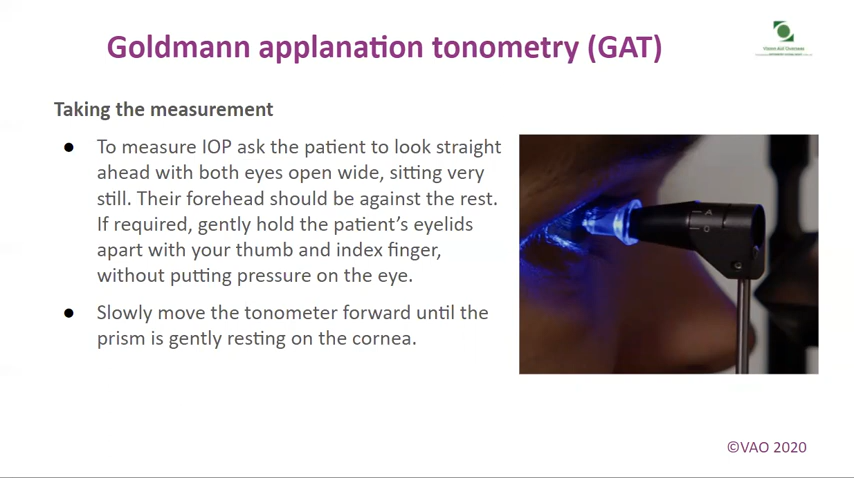 Goldmann applanation tonometry (GAT)
Vision Aid Overseas
Taking the measurement
● To measure IOP ask the patient to look straight
ahead with both eyes open wide, sitting very
still. Their forehead should be against the rest.
If required, gently hold the patient’s eyelids
apart with your thumb and index finger,
without putting pressure on the eye.
● Slowly move the tonometer forward until the
prism is gently resting on the cornea.
A
©VAO 2020